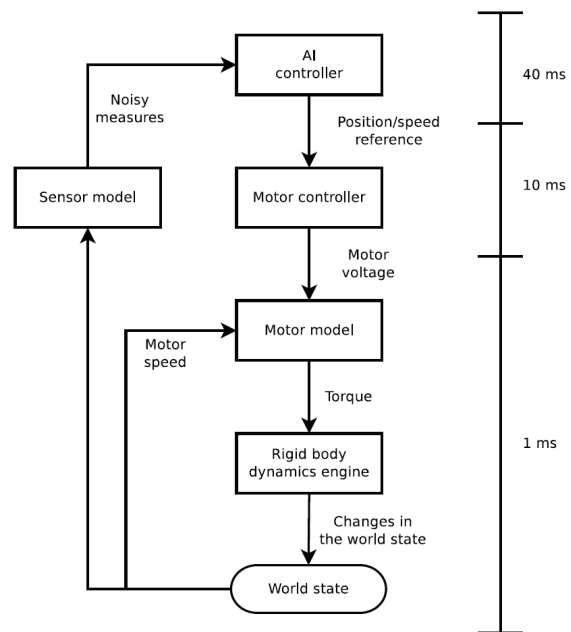 AI
controller
40 ms
Noisy
measures
Position/speed
reference
Sensor model
Motor controller
10 ms
Motor
voltage
Motor model
Motor
speed
Torque
1 ms
Rigid body
dynamics engine
Changes in
the world state
World state